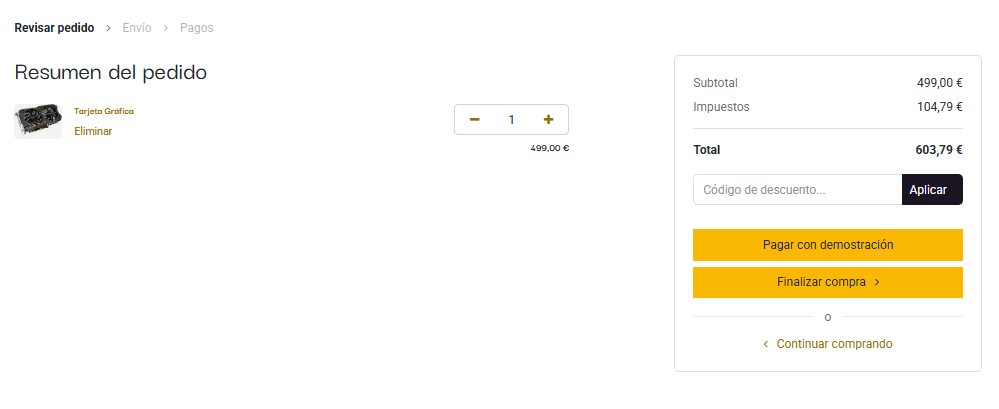 Revisar pedido > Envío > Pagos
Resumen del pedido
Tarjeta Gráfica
Eliminar
− 1 +
499,00 €
Subtotal 499,00 €
Impuestos 104,79 €
Total 603,79 €
Código de descuento... Aplicar
Pagar con demostración
Finalizar compra >
o
< Continuar comprando